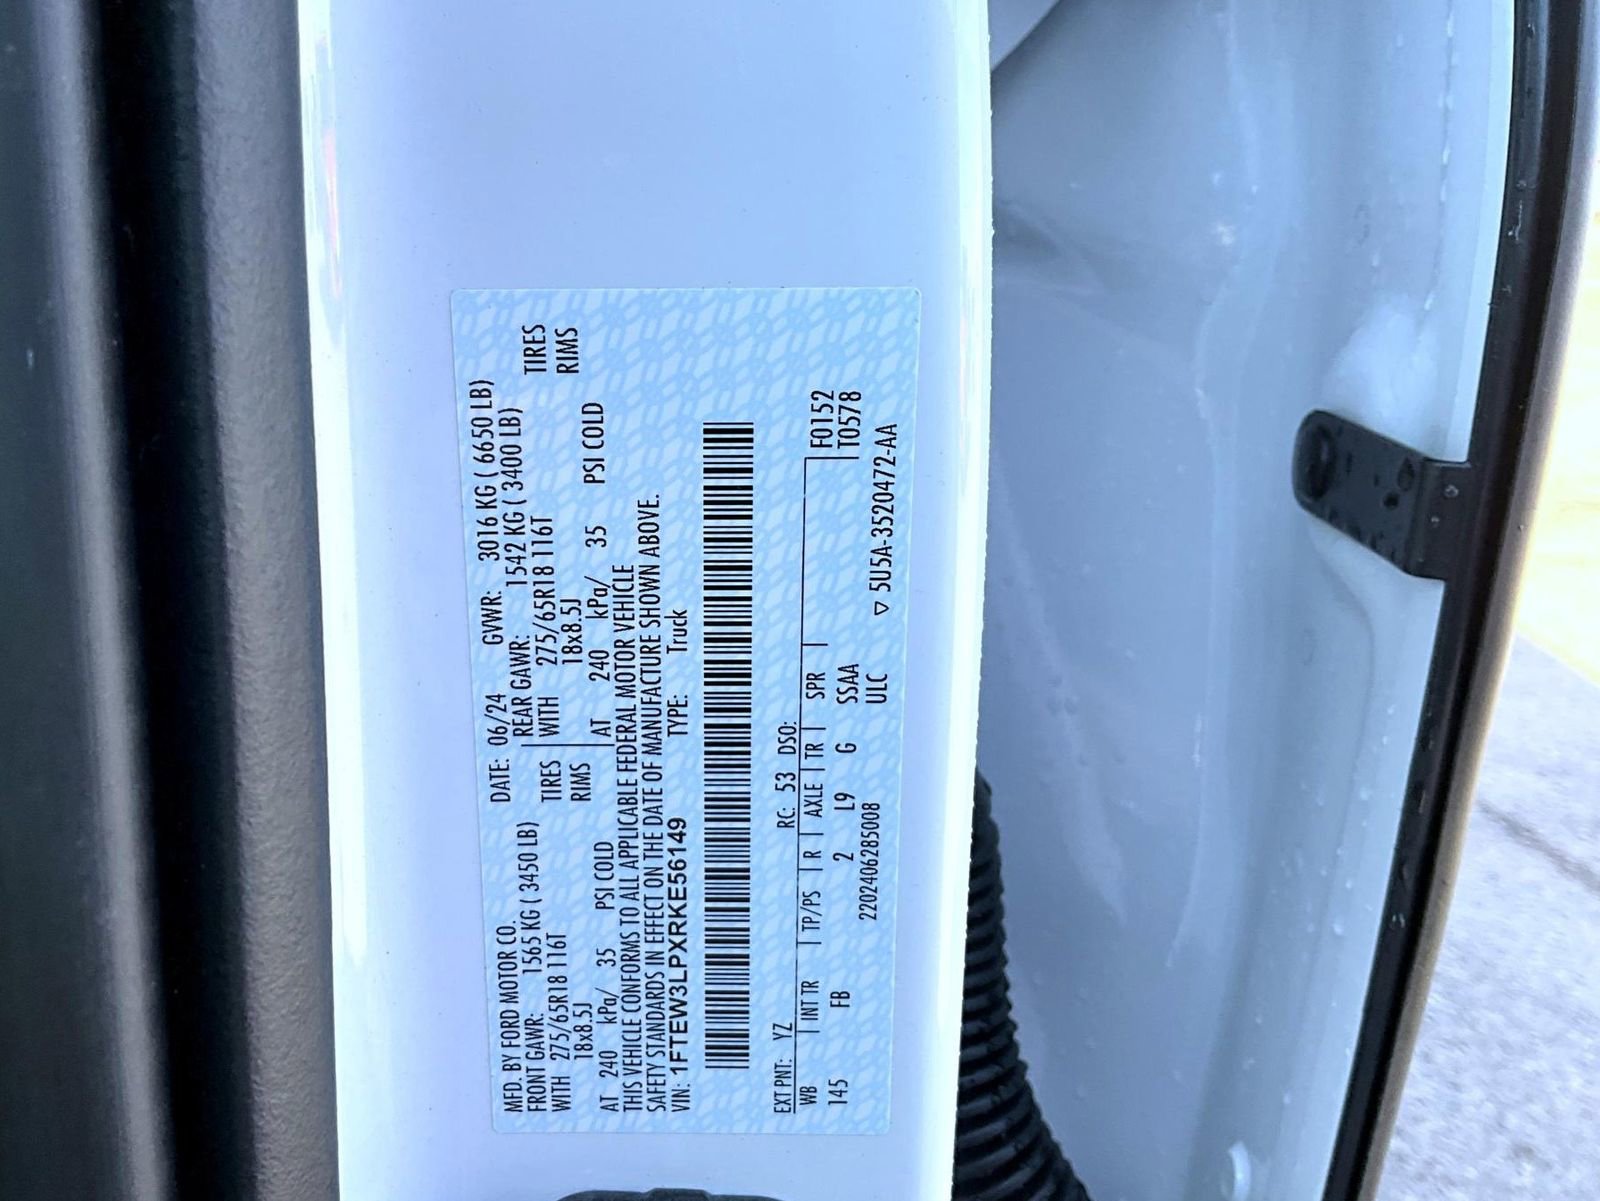 MFD. BY FORD MOTOR CO. DATE: 06/24 GVWR: 3016 KG ( 6650 LB)
FRONT GAWR: 1565 KG ( 3450 LB) REAR GAWR: 1542 KG ( 3400 LB)
WITH 275/65R18 116T TIRES WITH 275/65R18 116T TIRES
18x8.5J RIMS 18x8.5J RIMS
AT 240 kPa/ 35 PSI COLD AT 240 kPa/ 35 PSI COLD
THIS VEHICLE CONFORMS TO ALL APPLICABLE FEDERAL MOTOR VEHICLE
SAFETY STANDARDS IN EFFECT ON THE DATE OF MANUFACTURE SHOWN ABOVE.
VIN: 1FTEW3LPXRKE56149 TYPE: Truck
EXT PNT: YZ RC: 53 DSO:
WB INT TR TP/PS R AXLE TR SPR F0152
145 FB 2 L9 G SSAA T0578
2202406285008 ULC ▽ 5U5A-3520472-AA